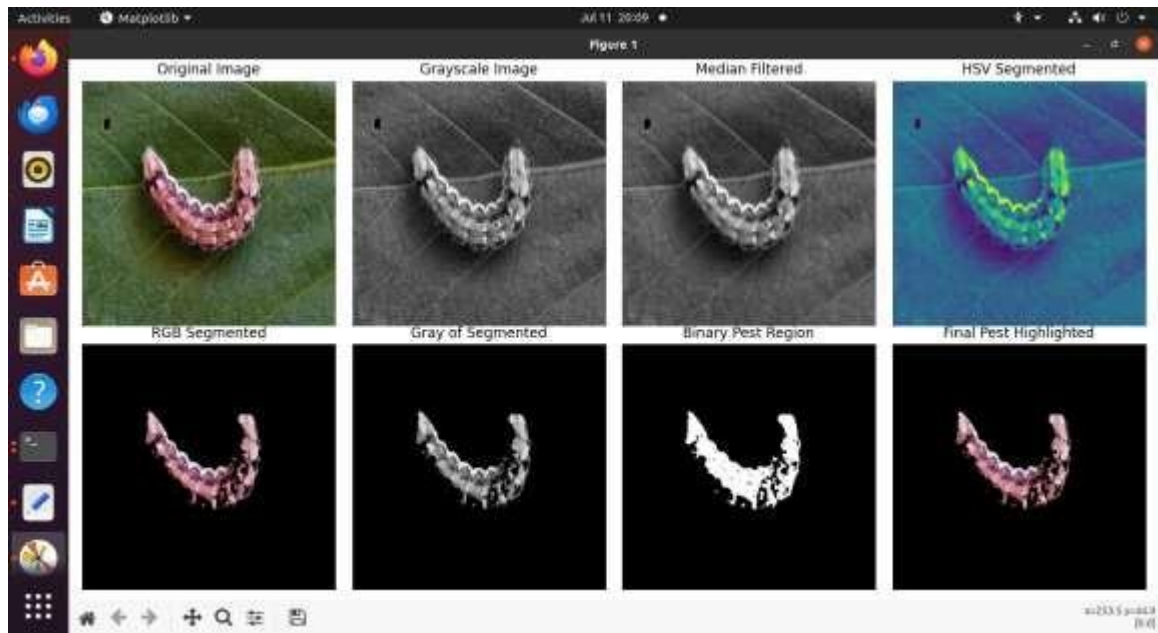 Activities
Matplotlib
Jul 11 20:09
Figure 1
Original Image
Grayscale Image
Median Filtered
HSV Segmented
RGB Segmented
Gray of Segmented
Binary Pest Region
Final Pest Highlighted